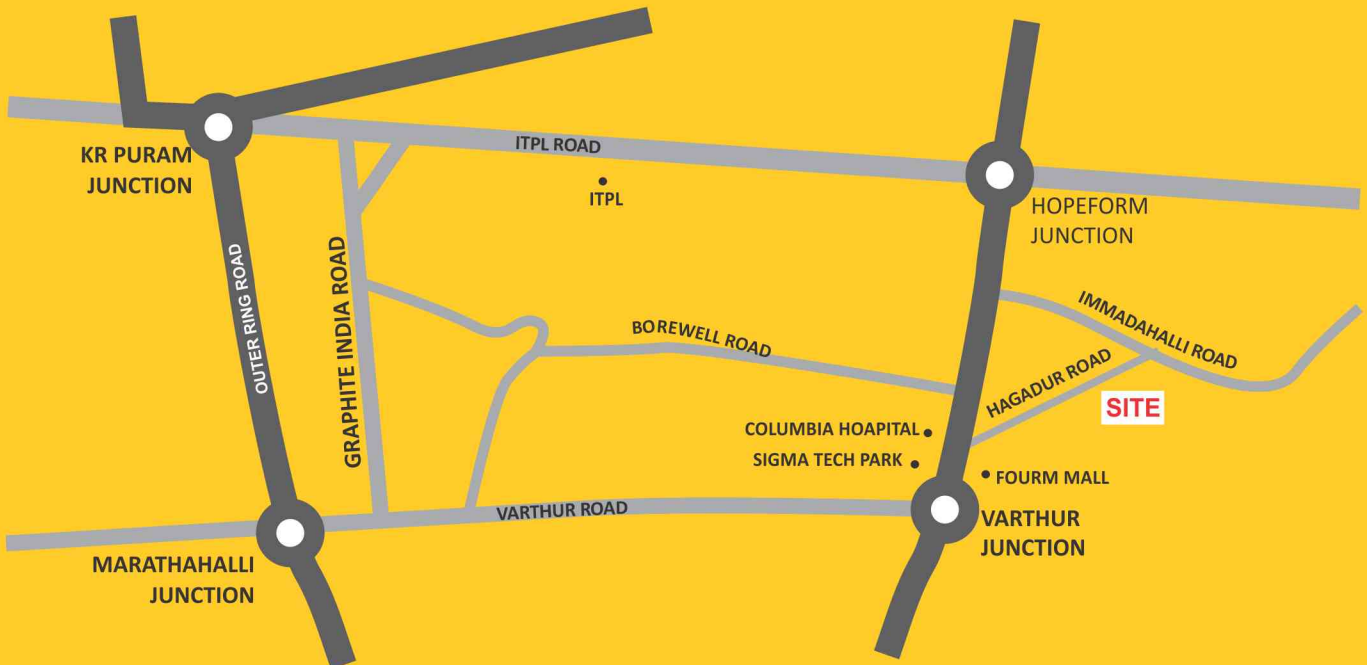 KR PURAM
JUNCTION
ITPL ROAD
ITPL
HOPEFORM
JUNCTION
OUTER RING ROAD
GRAPHITE INDIA ROAD
BOREWELL ROAD
IMMADAHALLI ROAD
HAGADUR ROAD
SITE
COLUMBIA HOAPITAL
SIGMA TECH PARK
FOURM MALL
VARTHUR ROAD
VARTHUR
JUNCTION
MARATHAHALLI
JUNCTION